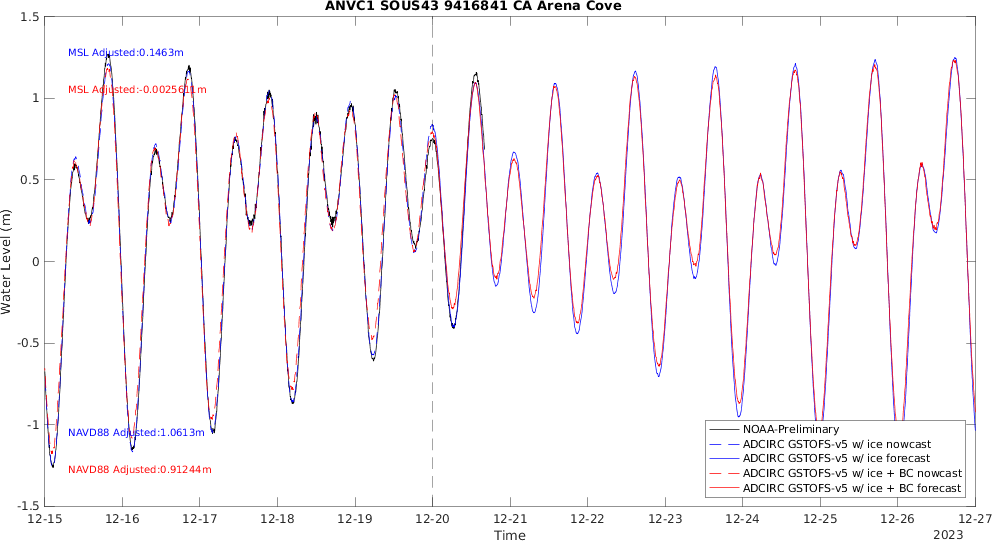 ANVC1 SOUS43 9416841 CA Arena Cove
1.5
1
0.5
0
-0.5
-1
-1.5
Water Level (m)
MSL Adjusted:0.1463m
MSL Adjusted:-0.0025611m
NAVD88 Adjusted:1.0613m
NAVD88 Adjusted:0.91244m
NOAA-Preliminary
ADCIRC GSTOFS-v5 w/ ice nowcast
ADCIRC GSTOFS-v5 w/ ice forecast
ADCIRC GSTOFS-v5 w/ ice + BC nowcast
ADCIRC GSTOFS-v5 w/ ice + BC forecast
12-15 12-16 12-17 12-18 12-19 12-20 12-21 12-22 12-23 12-24 12-25 12-26 12-27
Time
2023